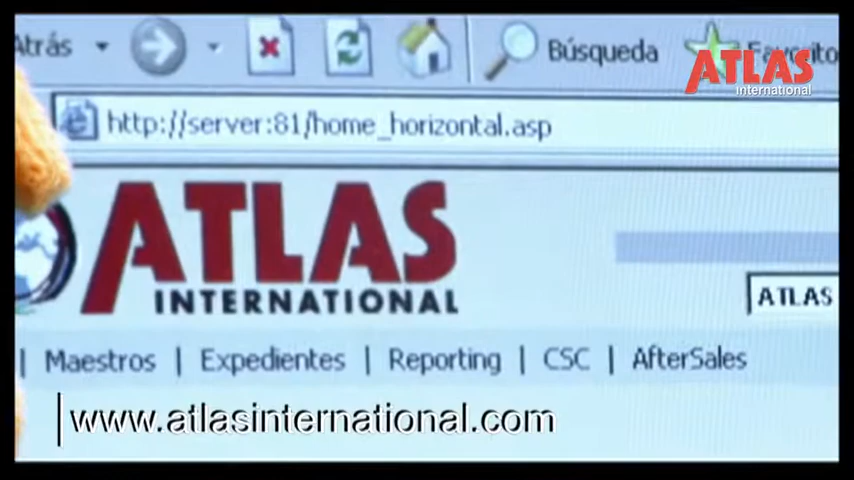 Atrás
Búsqueda
Favorito
ATLAS
international
http://server:81/home_horizontal.asp
ATLAS
INTERNATIONAL
ATLAS
| Maestros | Expedientes | Reporting | CSC | AfterSales
www.atlasinternational.com